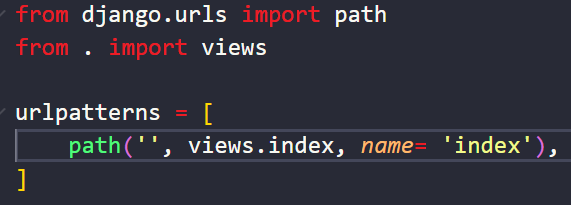 from django.urls import path
from . import views
urlpatterns = [
path('', views.index, name= 'index'),
]